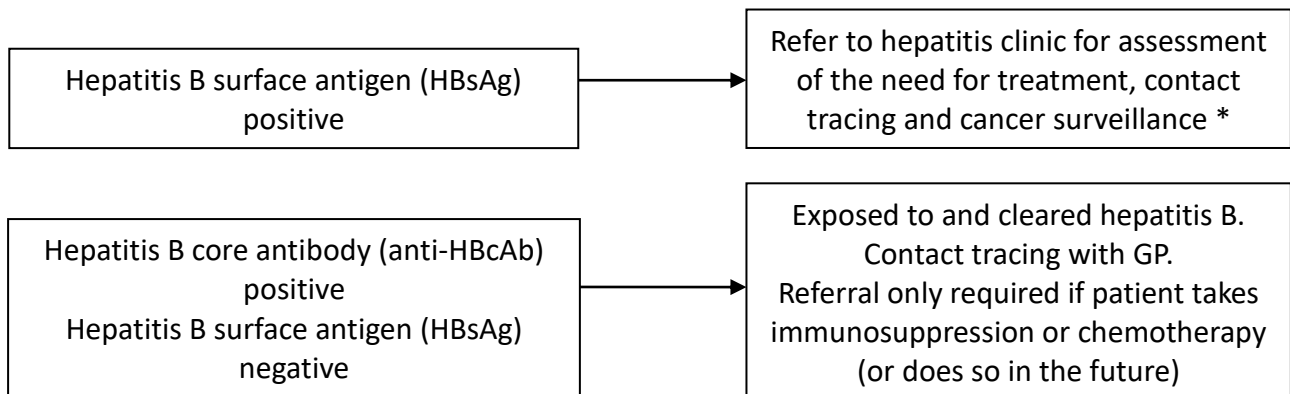 Hepatitis B surface antigen (HBsAg)
positive
Refer to hepatitis clinic for assessment
of the need for treatment, contact
tracing and cancer surveillance *
Hepatitis B core antibody (anti-HBcAb)
positive
Hepatitis B surface antigen (HBsAg)
negative
Exposed to and cleared hepatitis B.
Contact tracing with GP.
Referral only required if patient takes
immunosuppression or chemotherapy
(or does so in the future)